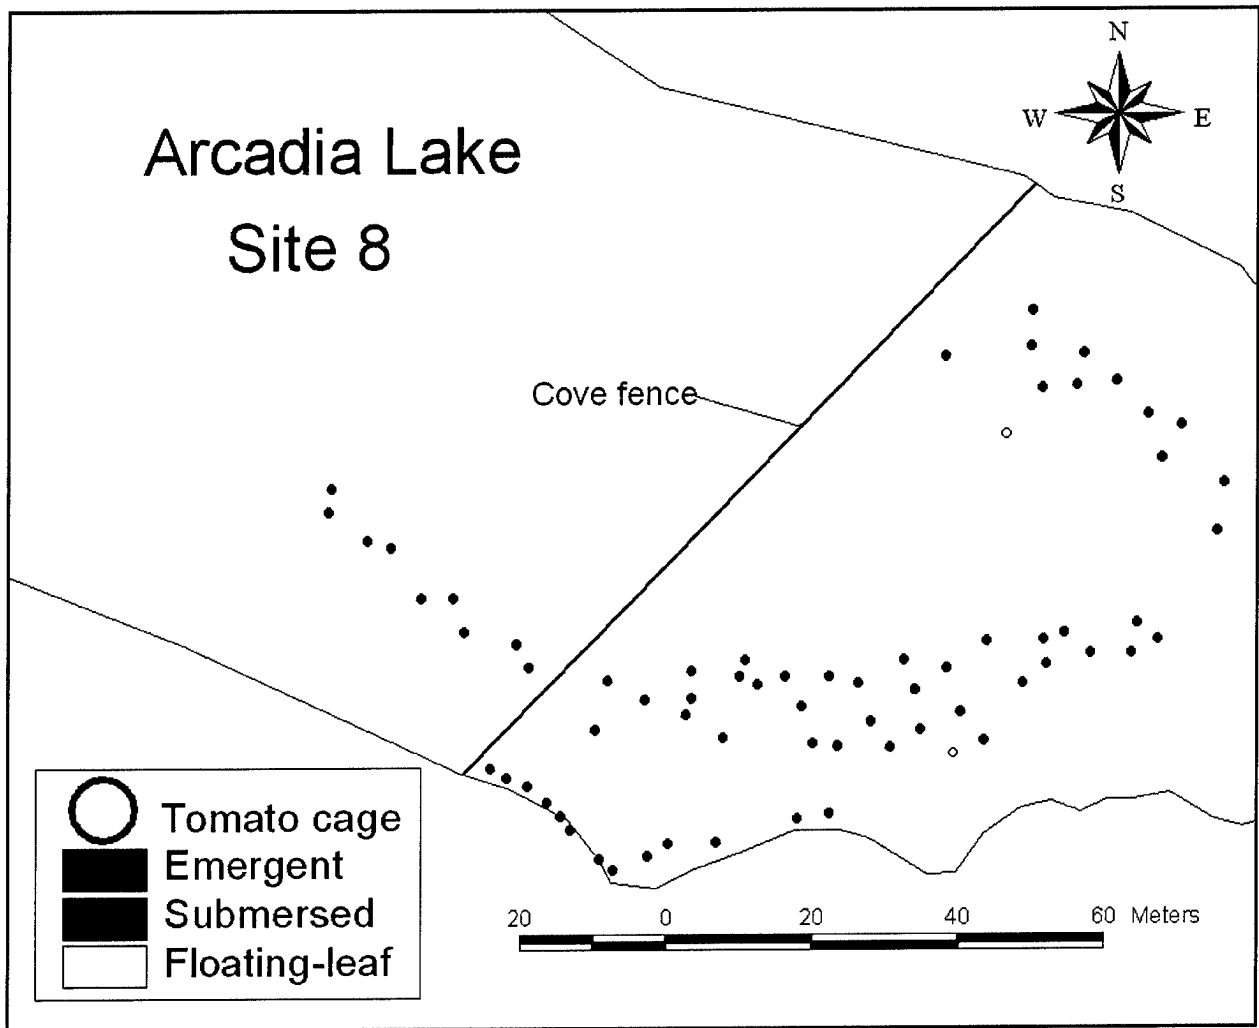 N
W E
S
Arcadia Lake
Site 8
Cove fence
Tomato cage
Emergent
Submersed
Floating-leaf
20 0 20 40 60 Meters